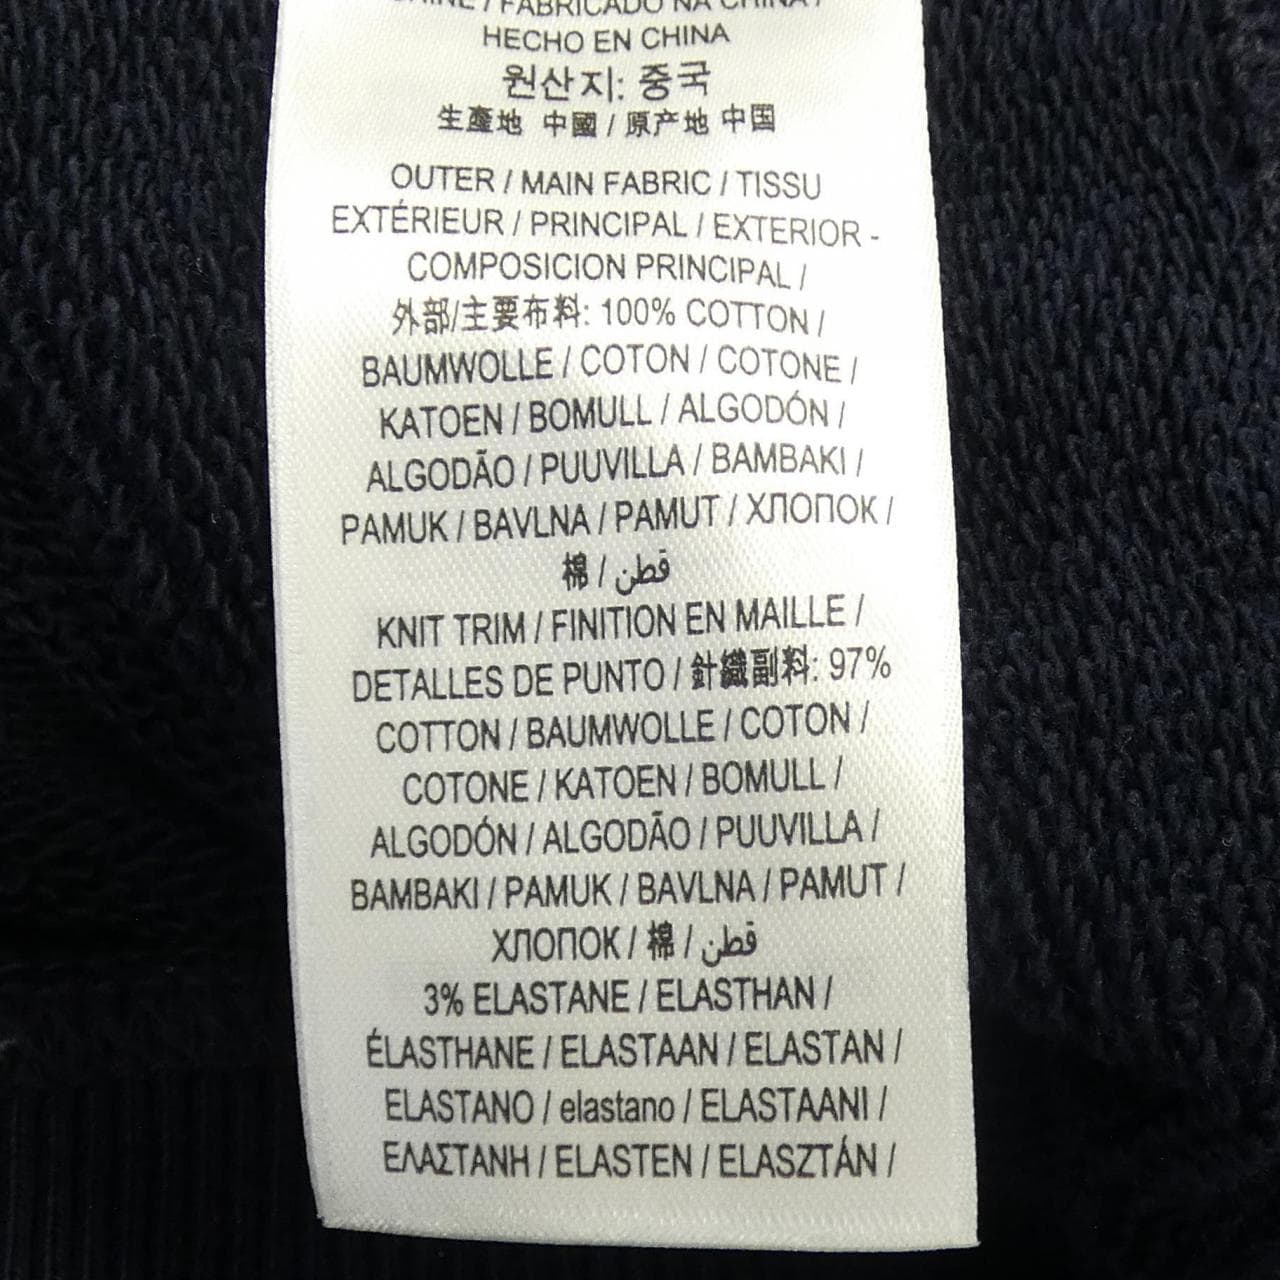 CHINE / FABRICADO NA CHINA /
HECHO EN CHINA
원산지: 중국
生產地 中國 / 原产地 中国
OUTER / MAIN FABRIC / TISSU
EXTÉRIEUR / PRINCIPAL / EXTERIOR -
COMPOSICION PRINCIPAL /
外部/主要布料: 100% COTTON /
BAUMWOLLE / COTON / COTONE /
KATOEN / BOMULL / ALGODÓN /
ALGODÃO / PUUVILLA / BAMBAKI /
PAMUK / BAVLNA / PAMUT / ХЛОПОК /
棉 / قطن
KNIT TRIM / FINITION EN MAILLE /
DETALLES DE PUNTO / 針織副料: 97%
COTTON / BAUMWOLLE / COTON /
COTONE / KATOEN / BOMULL /
ALGODÓN / ALGODÃO / PUUVILLA /
BAMBAKI / PAMUK / BAVLNA / PAMUT /
ХЛОПОК / 棉 / قطن
3% ELASTANE / ELASTHAN /
ÉLASTHANE / ELASTAAN / ELASTAN /
ELASTANO / elastano / ELASTAANI /
ΕΛΑΣΤΑΝΗ / ELASTEN / ELASZTÁN /